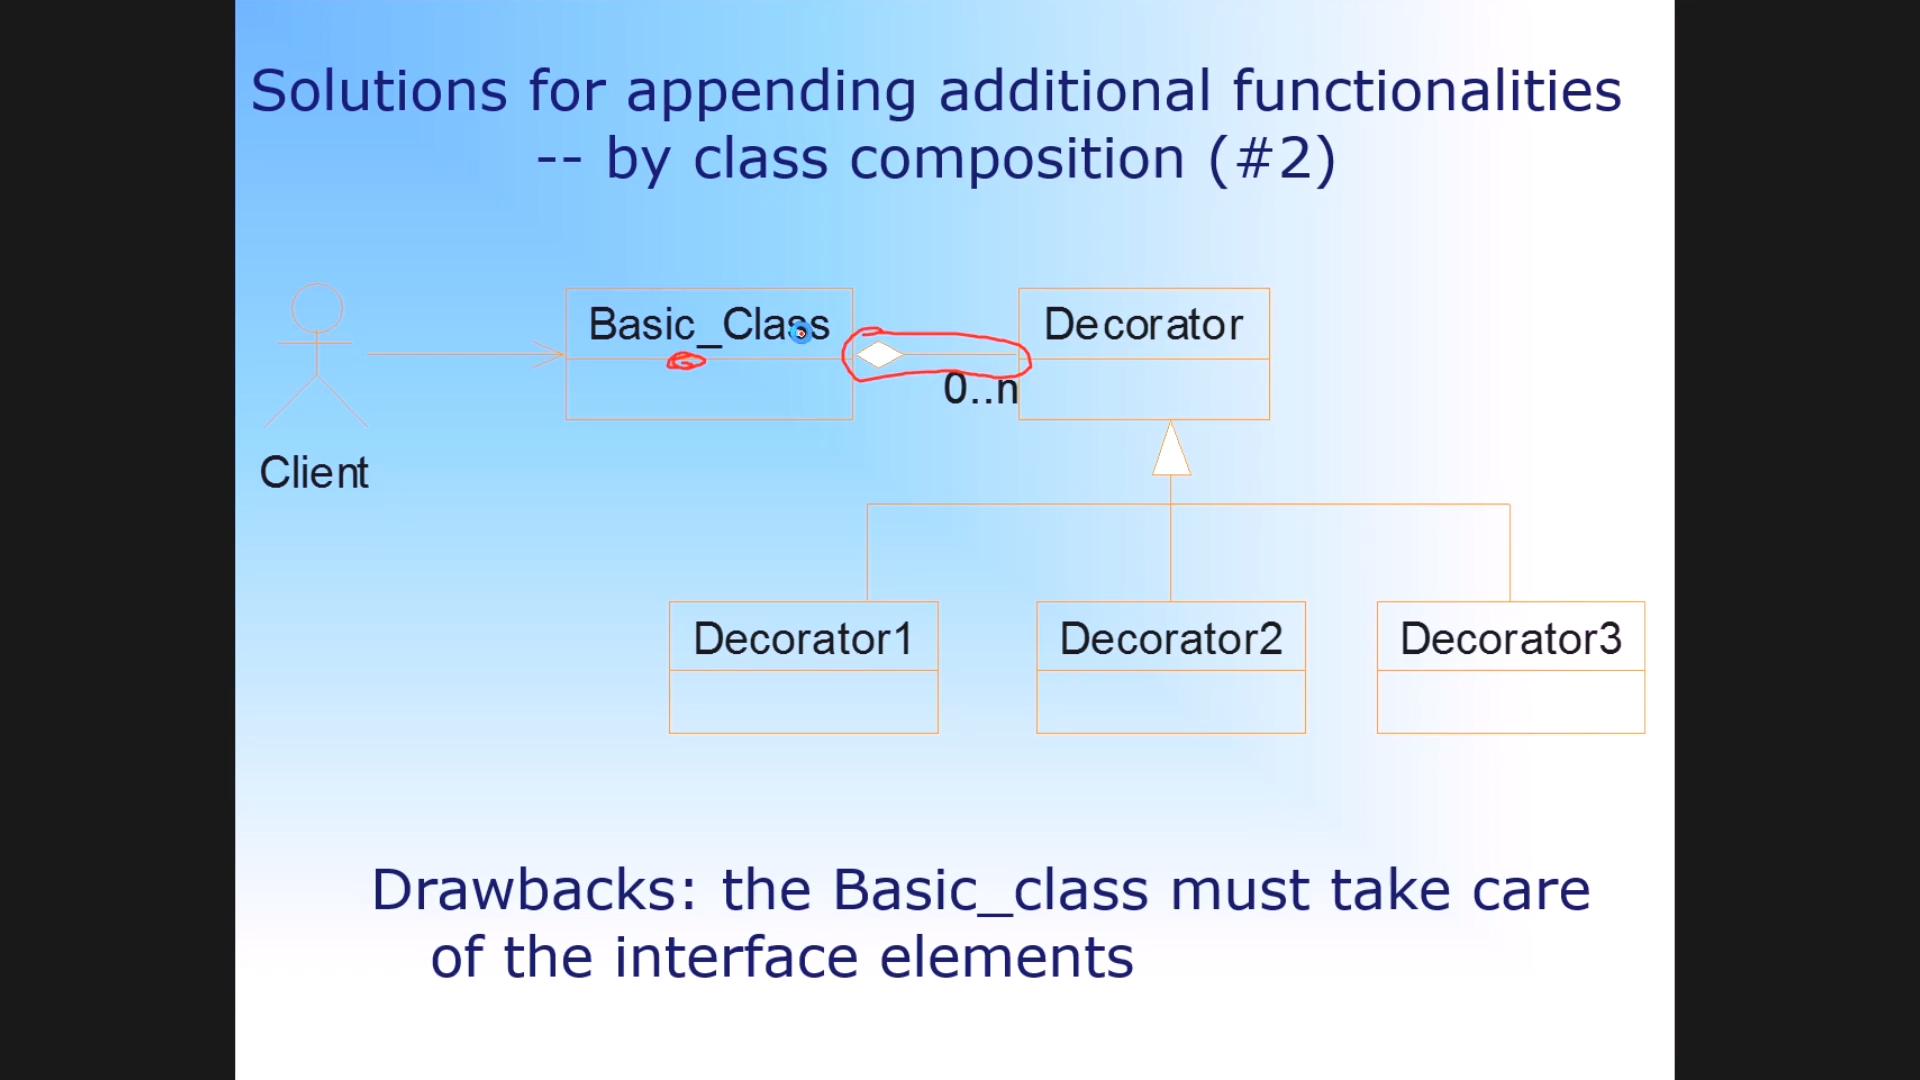 Solutions for appending additional functionalities
-- by class composition (#2)
Basic_Class
Decorator
0..n
Client
Decorator1
Decorator2
Decorator3
Drawbacks: the Basic_class must take care
of the interface elements